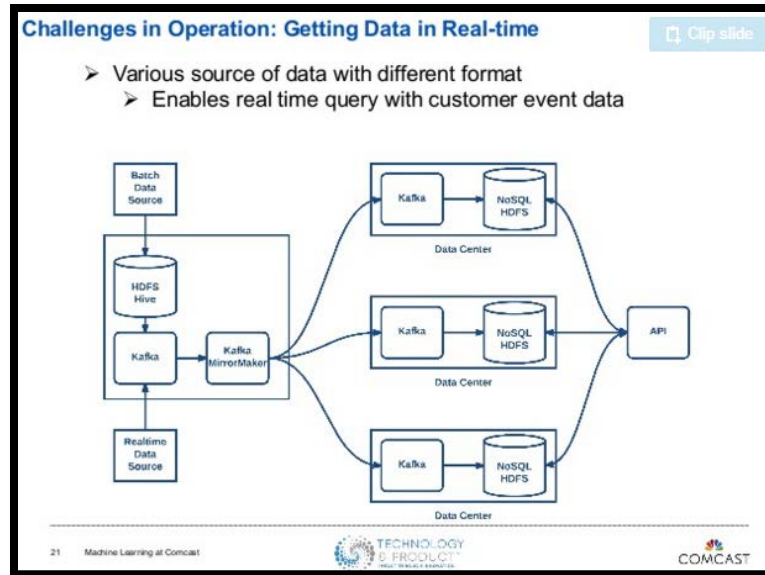 Challenges in Operation: Getting Data in Real-time
Clip slide
Various source of data with different format
Enables real time query with customer event data
Batch
Data
Source
HDFS
Hive
Kafka
Kafka
MirrorMaker
Realtime
Data
Source
Kafka
NoSQL
HDFS
Data Center
Kafka
NoSQL
HDFS
Data Center
Kafka
NoSQL
HDFS
Data Center
API
21 Machine Learning at Comcast
TECHNOLOGY
& PRODUCT
COMCAST